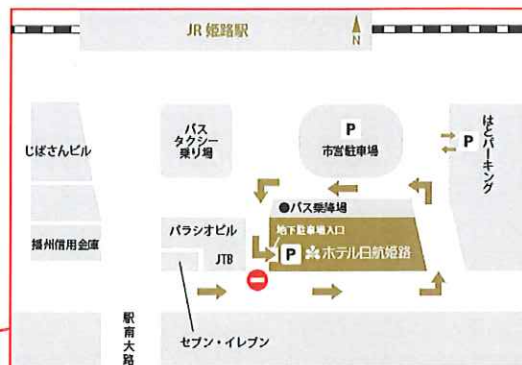 JR 姫路駅
N
じばさんビル
バス
タクシー
乗り場
P
市営駐車場
P
はとパーキング
播州信用金庫
●バス乗降場
パラシオビル
JTB
地下駐車場入口
P ホテル日航姫路
セブン・イレブン
駅南大路